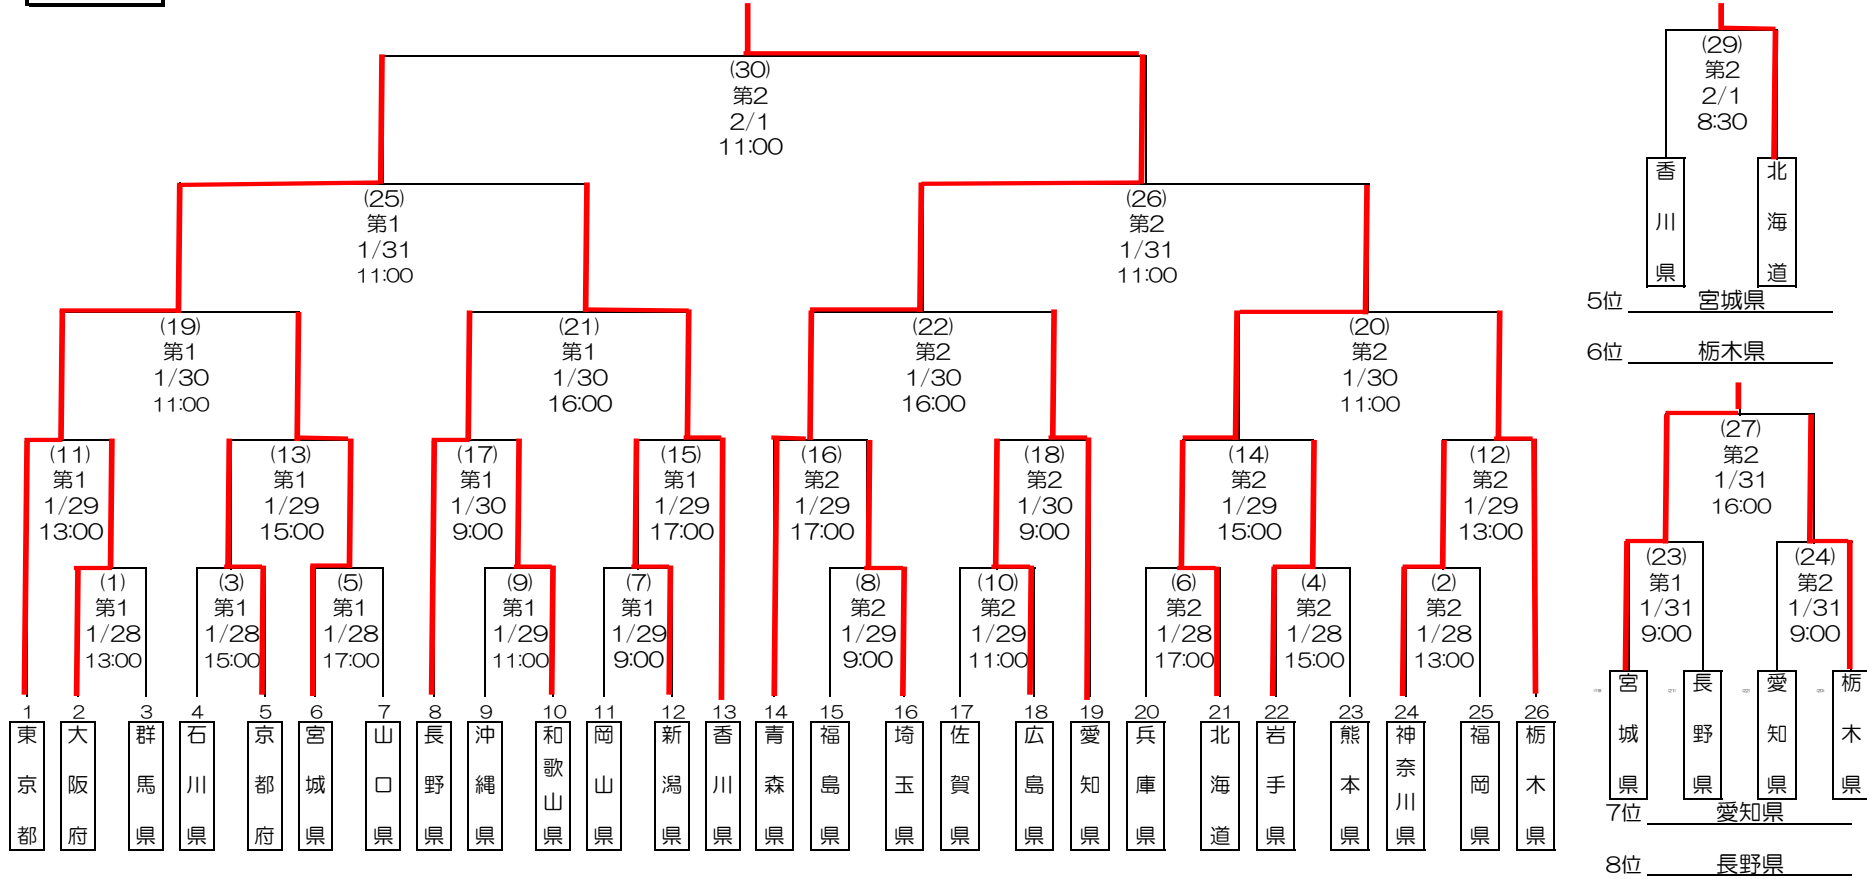 (30)
第2
2/1
11:00
(29)
第2
2/1
8:30
香川県
北海道
(25)
第1
1/31
11:00
(26)
第2
1/31
11:00
5位 宮城県
6位 栃木県
(19)
第1
1/30
11:00
(21)
第1
1/30
16:00
(22)
第2
1/30
16:00
(20)
第2
1/30
11:00
(11)
第1
1/29
13:00
(13)
第1
1/29
15:00
(17)
第1
1/30
9:00
(15)
第1
1/29
17:00
(16)
第2
1/29
17:00
(18)
第2
1/30
9:00
(14)
第2
1/29
15:00
(12)
第2
1/29
13:00
(27)
第2
1/31
16:00
(1)
第1
1/28
13:00
(3)
第1
1/28
15:00
(5)
第1
1/28
17:00
(9)
第1
1/29
11:00
(7)
第1
1/29
9:00
(8)
第2
1/29
9:00
(10)
第2
1/29
11:00
(6)
第2
1/28
17:00
(4)
第2
1/28
15:00
(2)
第2
1/28
13:00
(23)
第1
1/31
9:00
(24)
第2
1/31
9:00
1 2 3 4 5 6 7 8 9 10 11 12 13 14 15 16 17 18 19 20 21 22 23 24 25 26
東京都
大阪府
群馬県
石川県
京都府
宮城県
山口県
長野県
沖縄県
和歌山県
岡山県
新潟県
香川県
青森県
福島県
埼玉県
佐賀県
広島県
愛知県
兵庫県
北海道
岩手県
熊本県
神奈川県
福岡県
栃木県
宮城県
長野県
愛知県
栃木県
7位 愛知県
8位 長野県